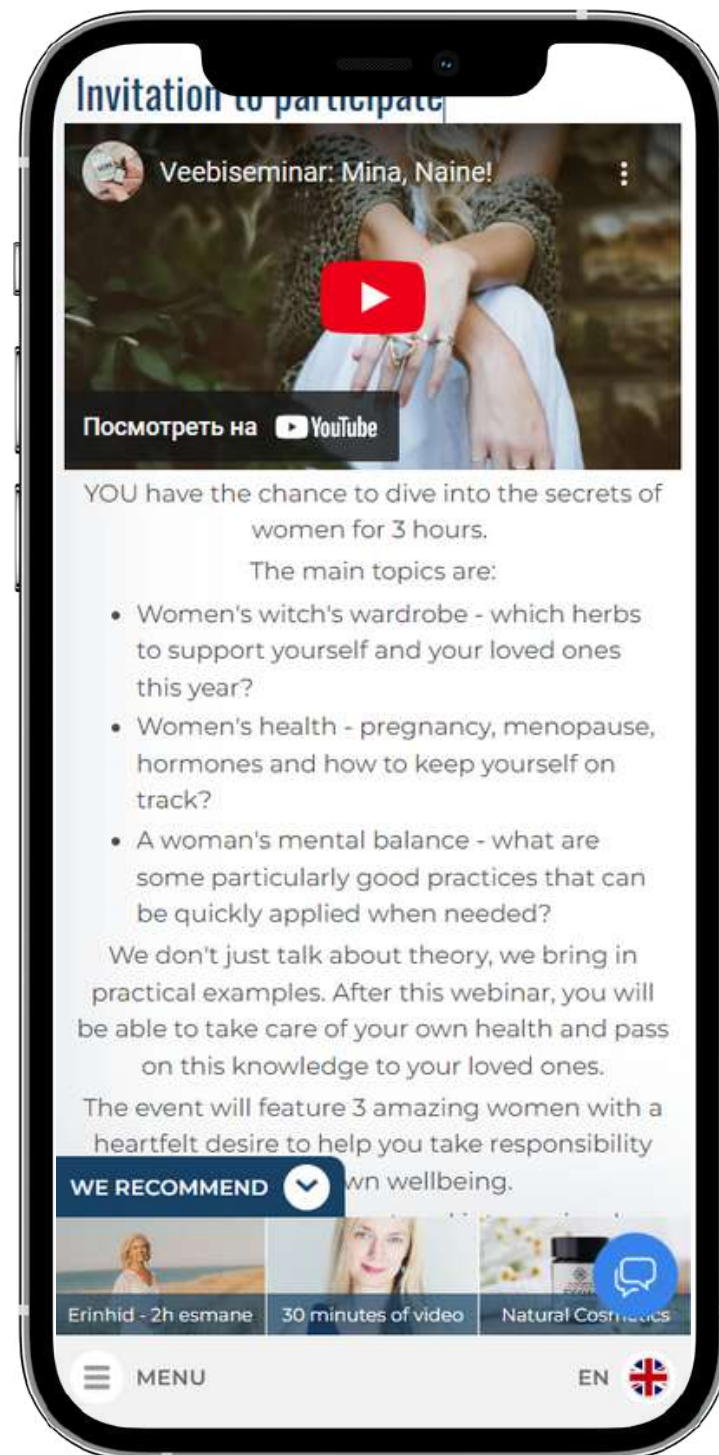 Invitation to participate
Veebiseminar: Mina, Naine!
Посмотреть на YouTube
YOU have the chance to dive into the secrets of
women for 3 hours.
The main topics are:
• Women's witch's wardrobe - which herbs
to support yourself and your loved ones
this year?
• Women's health - pregnancy, menopause,
hormones and how to keep yourself on
track?
• A woman's mental balance - what are
some particularly good practices that can
be quickly applied when needed?
We don't just talk about theory, we bring in
practical examples. After this webinar, you will
be able to take care of your own health and pass
on this knowledge to your loved ones.
The event will feature 3 amazing women with a
heartfelt desire to help you take responsibility
wn wellbeing.
WE RECOMMEND
Erinhid - 2h esmane
30 minutes of video
Natural Cosmetics
MENU
EN